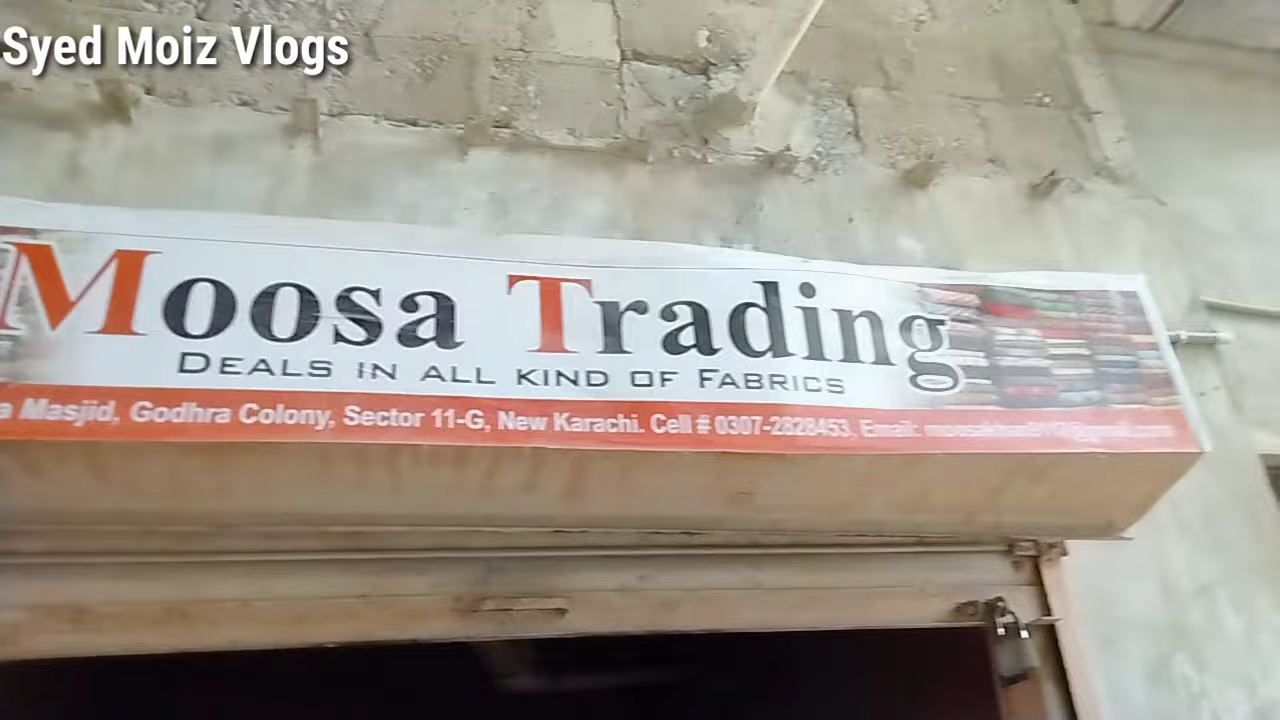 Syed Moiz Vlogs
Moosa Trading
DEALS IN ALL KIND OF FABRICS
Masjid, Godhra Colony, Sector 11-G, New Karachi. Cell # 0307-2828453, Email: